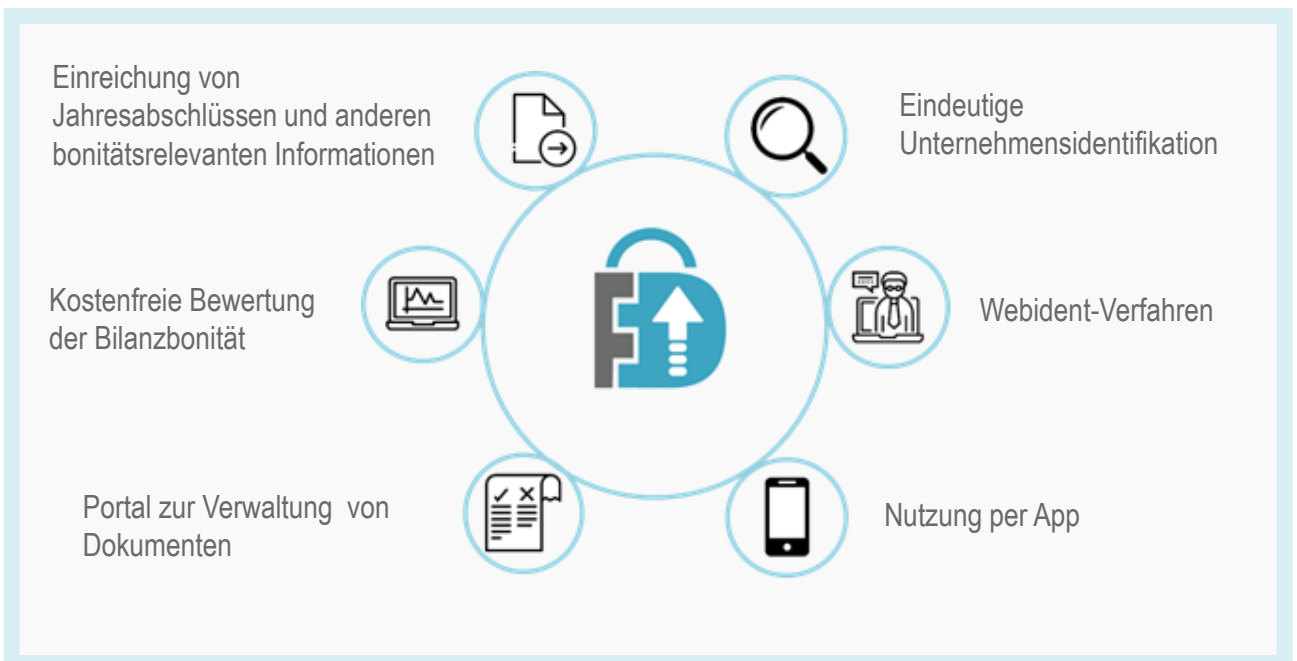 Einreichung von
Jahresabschlüssen und anderen
bonitätsrelevanten Informationen
Eindeutige
Unternehmensidentifikation
Kostenfreie Bewertung
der Bilanzbonität
Webident-Verfahren
Portal zur Verwaltung von
Dokumenten
Nutzung per App